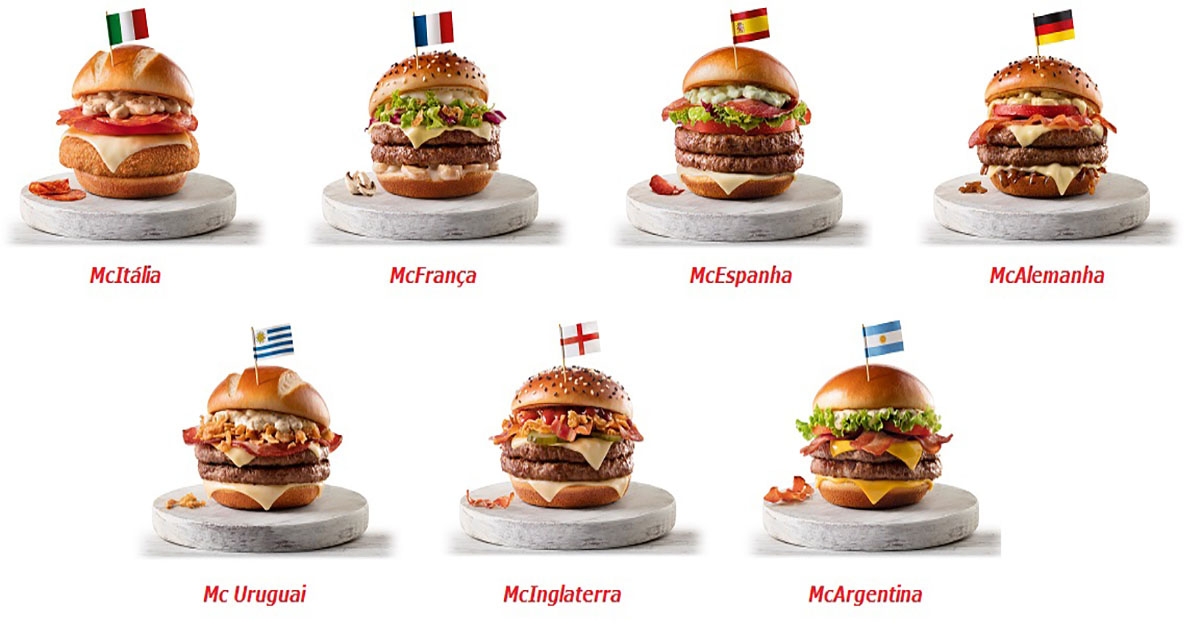 McItália
McFrança
McEspanha
McAlemanha
Mc Uruguai
McInglaterra
McArgentina